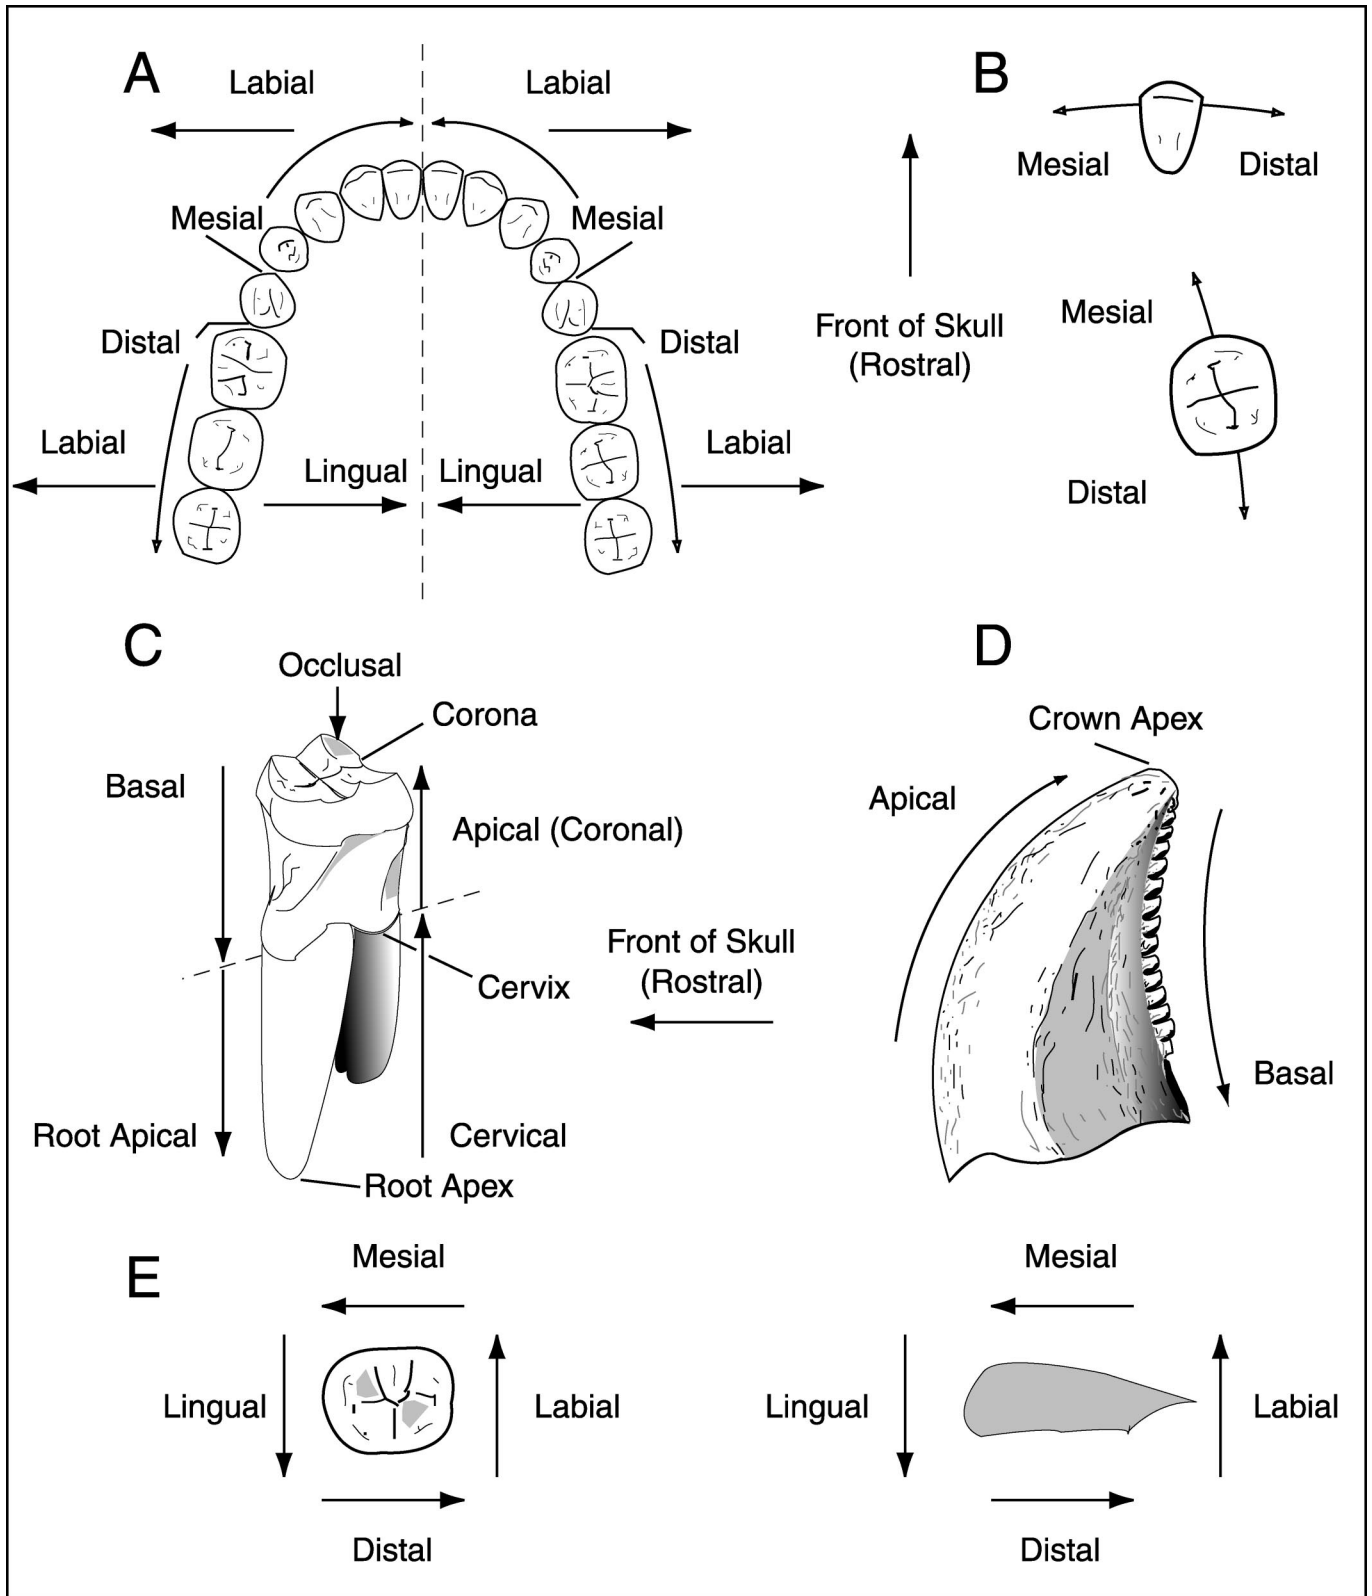 A
Labial
Labial
Mesial
Mesial
Distal
Distal
Labial
Lingual
Lingual
Labial
B
Mesial
Distal
Front of Skull
(Rostral)
Mesial
Distal
C
Occlusal
Corona
Basal
Apical (Coronal)
Cervix
Root Apical
Cervical
Root Apex
Front of Skull
(Rostral)
D
Crown Apex
Apical
Basal
E
Mesial
Lingual
Labial
Distal
Mesial
Lingual
Labial
Distal